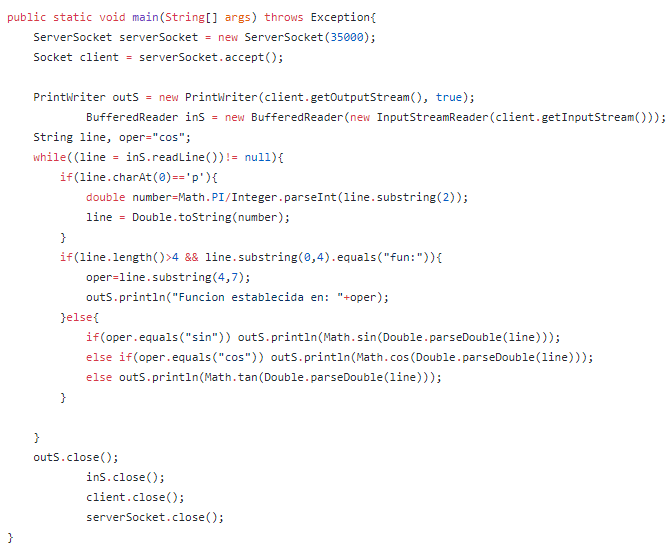 public static void main(String[] args) throws Exception{
    ServerSocket serverSocket = new ServerSocket(35000);
    Socket client = serverSocket.accept();

    PrintWriter outS = new PrintWriter(client.getOutputStream(), true);
            BufferedReader inS = new BufferedReader(new InputStreamReader(client.getInputStream()));
    String line, oper="cos";
    while((line = inS.readLine())!= null){
        if(line.charAt(0)=='p'){
            double number=Math.PI/Integer.parseInt(line.substring(2));
            line = Double.toString(number);
        }
        if(line.length()>4 && line.substring(0,4).equals("fun:")){
            oper=line.substring(4,7);
            outS.println("Funcion establecida en: "+oper);
        }else{
            if(oper.equals("sin")) outS.println(Math.sin(Double.parseDouble(line)));
            else if(oper.equals("cos")) outS.println(Math.cos(Double.parseDouble(line)));
            else outS.println(Math.tan(Double.parseDouble(line)));
        }

    }
    outS.close();
            inS.close();
            client.close();
            serverSocket.close();
}